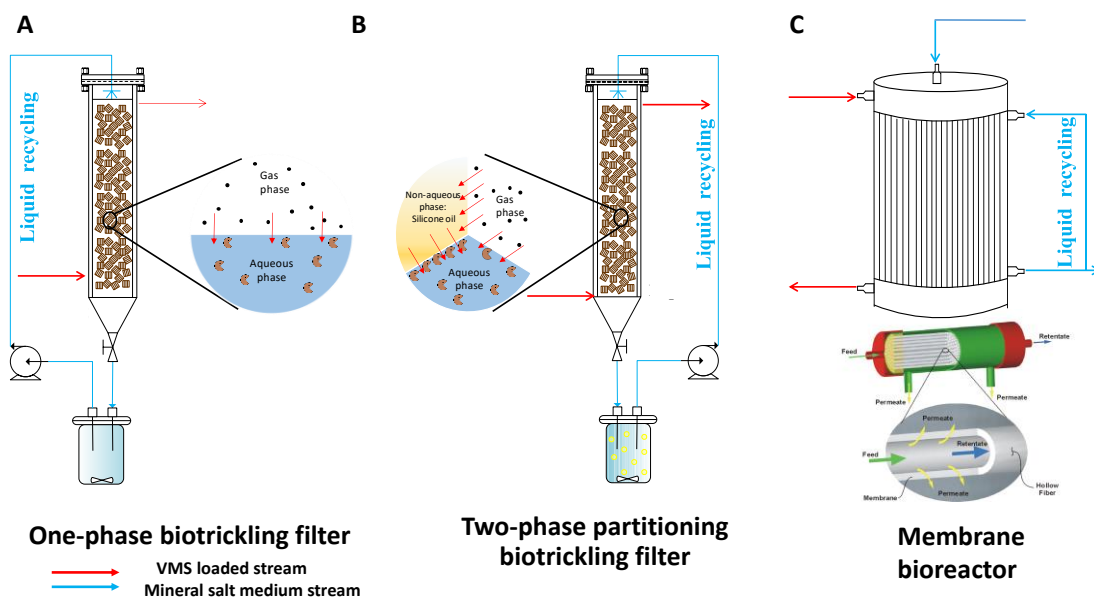 A
B
C
Liquid recycling
Gas
phase
Aqueous
phase
Non-aqueous
phase:
Silicone oil
Gas
phase
Aqueous
phase
Liquid recycling
Liquid recycling
Retentate
Feed
Permeate
Permeate
Permeate
Retentate
Feed
Membrane
Permeate
Hollow
Fiber
One-phase biotrickling filter
Two-phase partitioning
biotrickling filter
Membrane
bioreactor
VMS loaded stream
Mineral salt medium stream